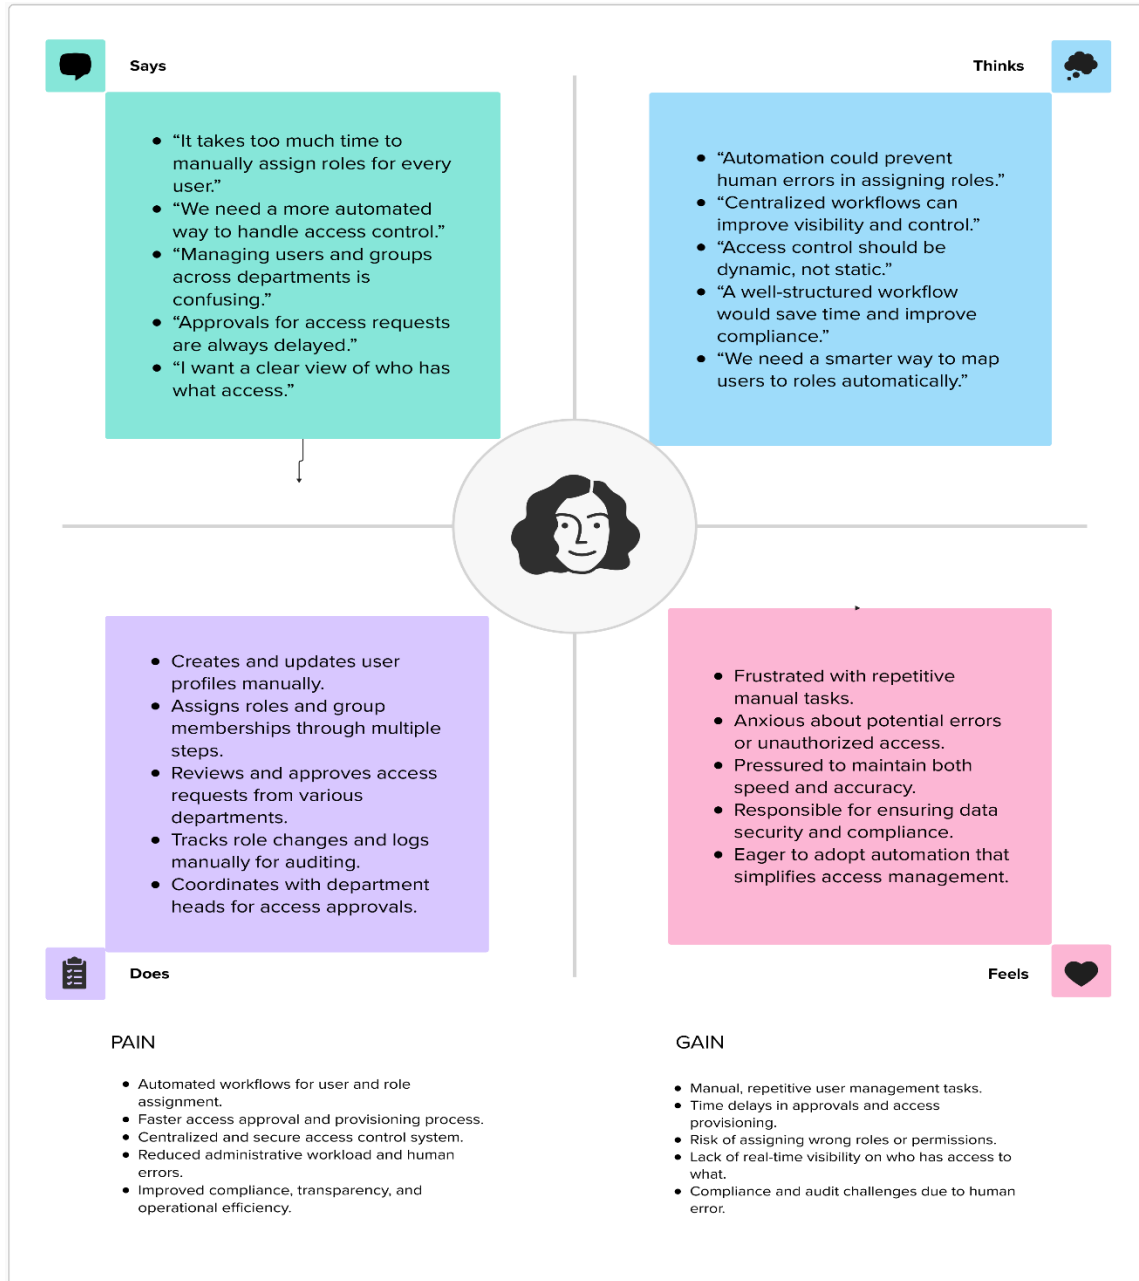 Says
● “It takes too much time to
manually assign roles for every
user.”
● “We need a more automated
way to handle access control.”
● “Managing users and groups
across departments is
confusing.”
● “Approvals for access requests
are always delayed.”
● “I want a clear view of who has
what access.”
Thinks
● “Automation could prevent
human errors in assigning roles.”
● “Centralized workflows can
improve visibility and control.”
● “Access control should be
dynamic, not static.”
● “A well-structured workflow
would save time and improve
compliance.”
● “We need a smarter way to map
users to roles automatically.”
● Creates and updates user
profiles manually.
● Assigns roles and group
memberships through multiple
steps.
● Reviews and approves access
requests from various
departments.
● Tracks role changes and logs
manually for auditing.
● Coordinates with department
heads for access approvals.
Does
● Frustrated with repetitive
manual tasks.
● Anxious about potential errors
or unauthorized access.
● Pressured to maintain both
speed and accuracy.
● Responsible for ensuring data
security and compliance.
● Eager to adopt automation that
simplifies access management.
Feels
PAIN
● Automated workflows for user and role
assignment.
● Faster access approval and provisioning process.
● Centralized and secure access control system.
● Reduced administrative workload and human
errors.
● Improved compliance, transparency, and
operational efficiency.
GAIN
● Manual, repetitive user management tasks.
● Time delays in approvals and access
provisioning.
● Risk of assigning wrong roles or permissions.
● Lack of real-time visibility on who has access to
what.
● Compliance and audit challenges due to human
error.